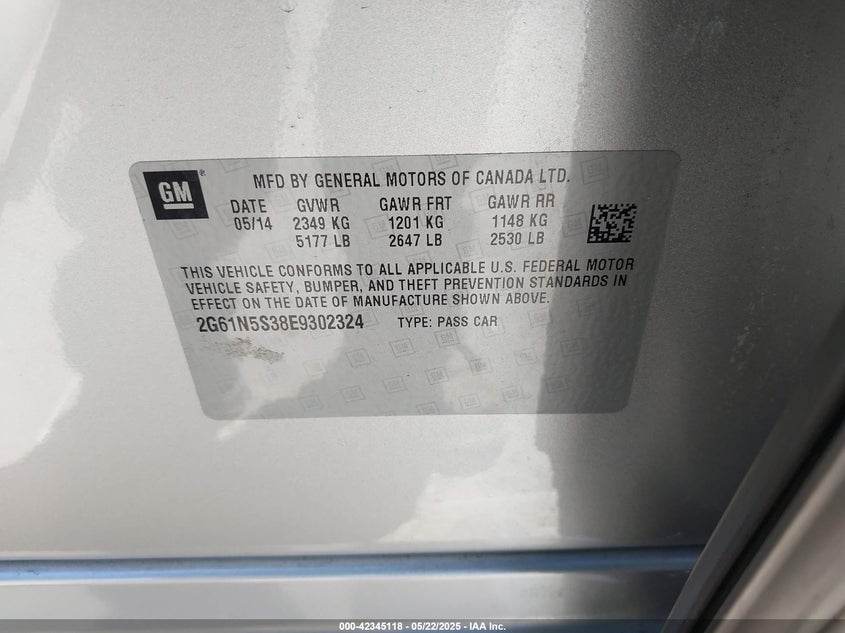 GM ®
MFD BY GENERAL MOTORS OF CANADA LTD.
DATE GVWR GAWR FRT GAWR RR
05/14 2349 KG 1201 KG 1148 KG
5177 LB 2647 LB 2530 LB
THIS VEHICLE CONFORMS TO ALL APPLICABLE U.S. FEDERAL MOTOR
VEHICLE SAFETY, BUMPER, AND THEFT PREVENTION STANDARDS IN
EFFECT ON THE DATE OF MANUFACTURE SHOWN ABOVE.
2G61N5S38E9302324 TYPE: PASS CAR
000-42345118 - 05/22/2025 - IAA Inc.